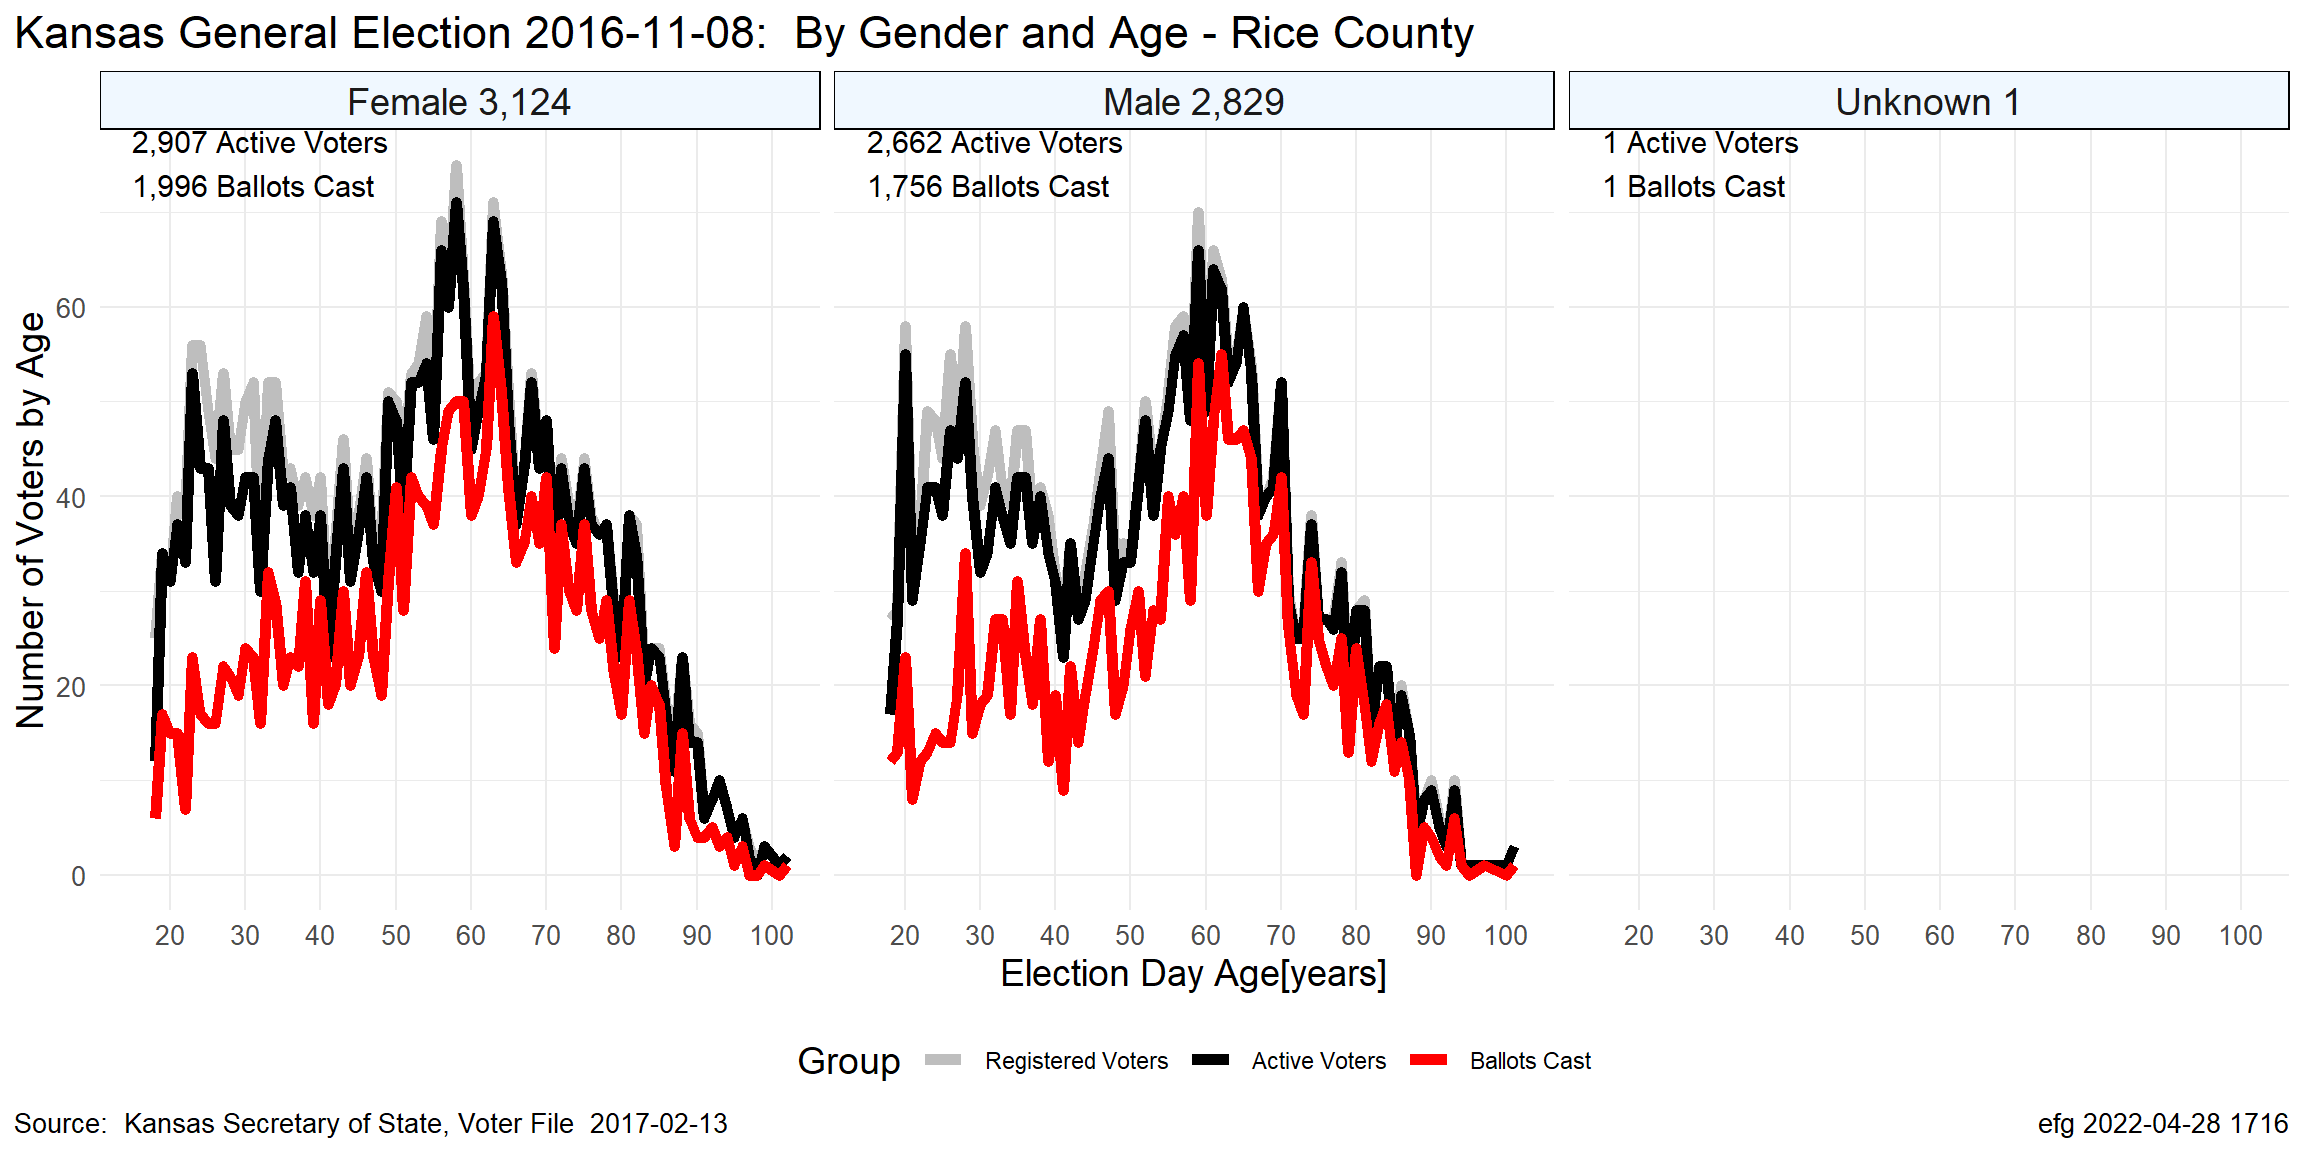 Kansas General Election 2016-11-08:  By Gender and Age - Rice County
Female 3,124
Male 2,829
Unknown 1
2,907 Active Voters
1,996 Ballots Cast
2,662 Active Voters
1,756 Ballots Cast
1 Active Voters
1 Ballots Cast
Number of Voters by Age
60
40
20
0
20 30 40 50 60 70 80 90 100
20 30 40 50 60 70 80 90 100
20 30 40 50 60 70 80 90 100
Election Day Age[years]
Group Registered Voters Active Voters Ballots Cast
Source:  Kansas Secretary of State, Voter File  2017-02-13
efg 2022-04-28 1716